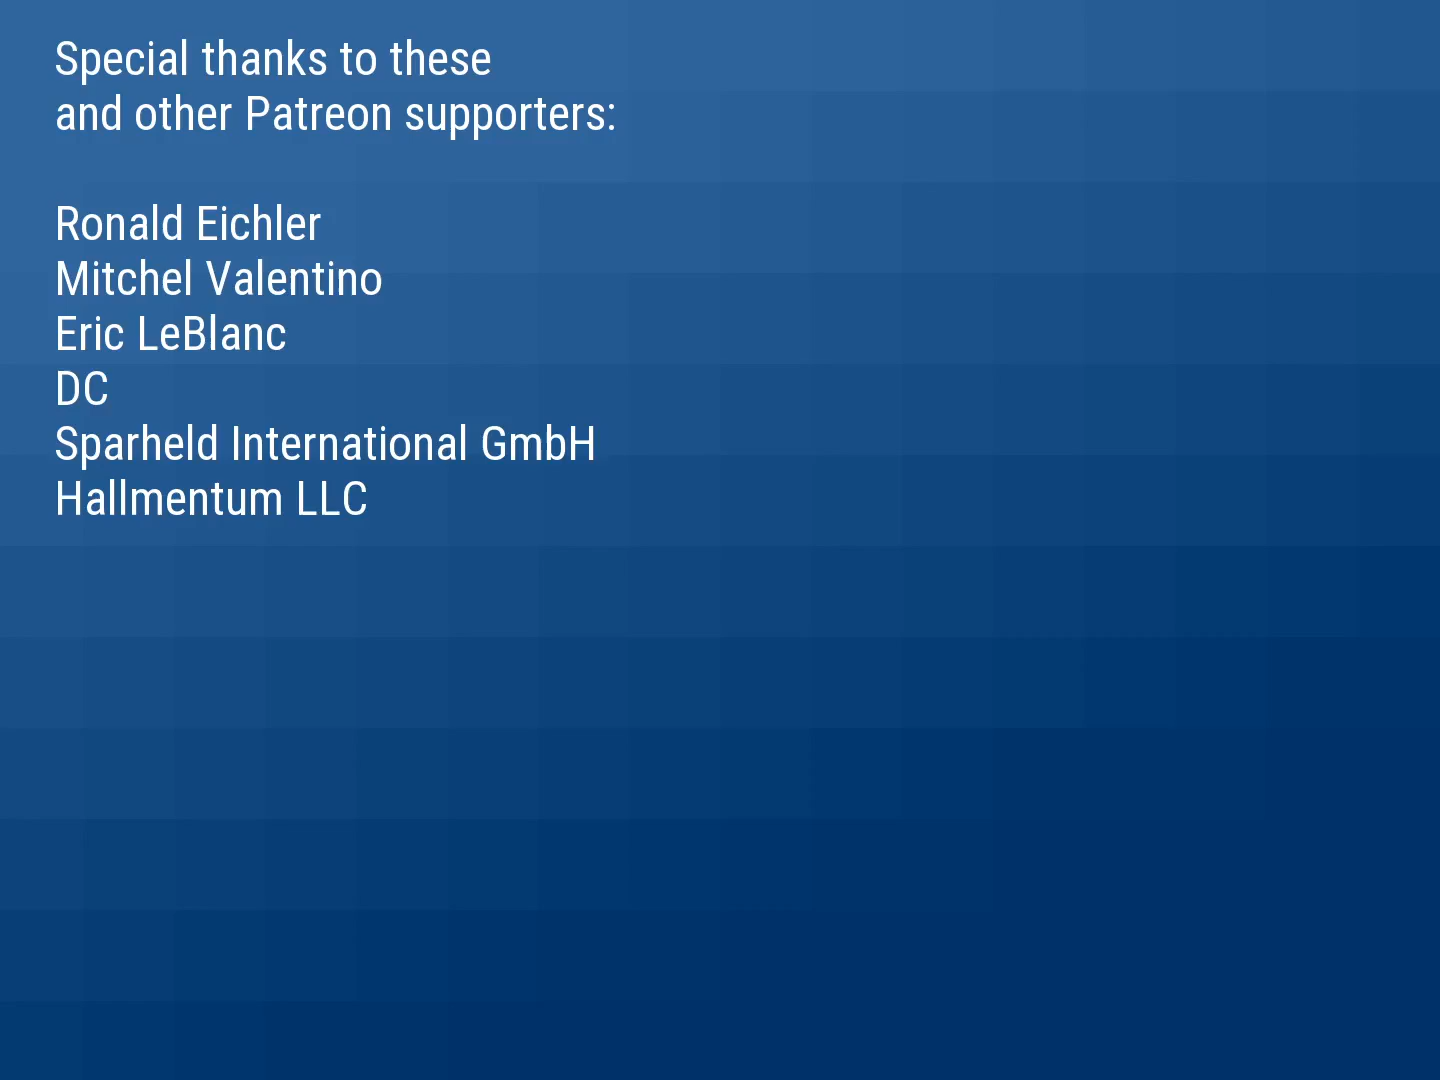 Special thanks to these
and other Patreon supporters:
Ronald Eichler
Mitchel Valentino
Eric LeBlanc
DC
Sparheld International GmbH
Hallmentum LLC